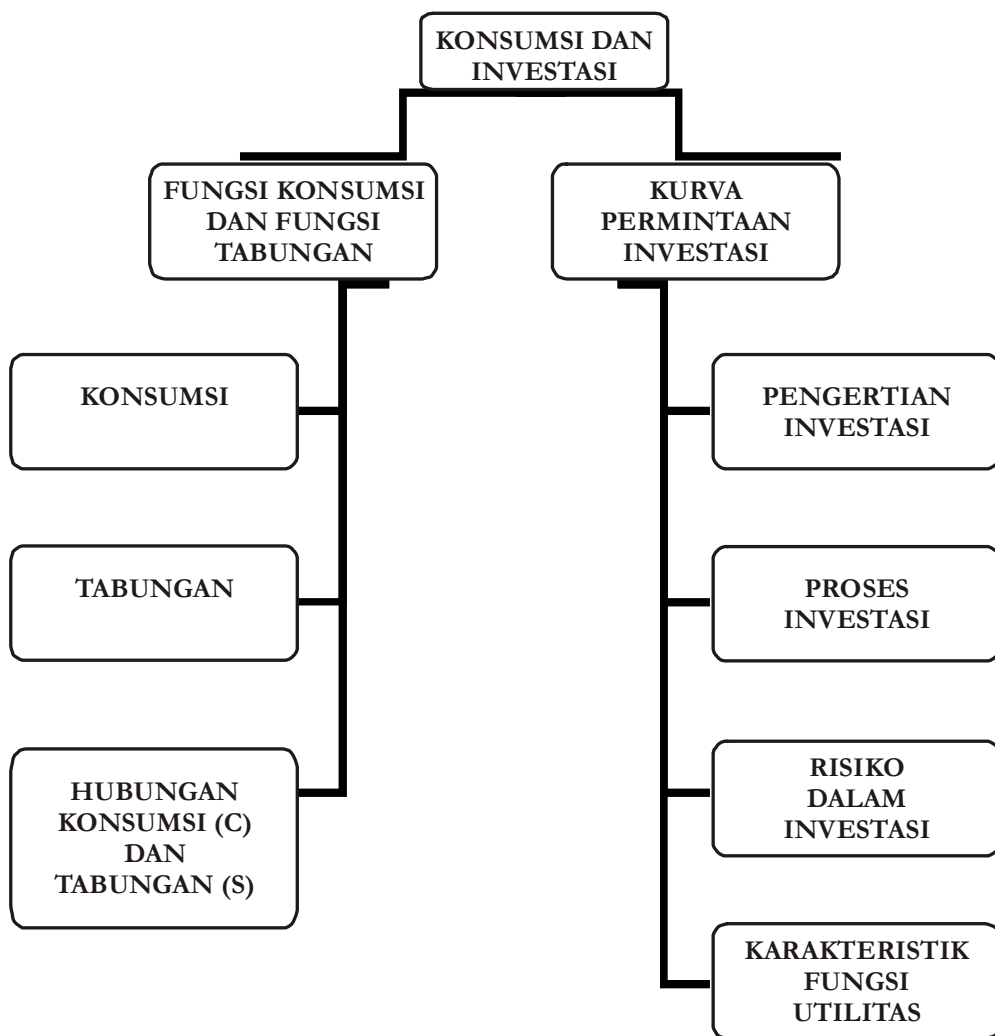 KONSUMSI DAN
INVESTASI
FUNGSI KONSUMSI
DAN FUNGSI
TABUNGAN
KURVA
PERMINTAAN
INVESTASI
KONSUMSI
TABUNGAN
HUBUNGAN
KONSUMSI (C)
DAN
TABUNGAN (S)
PENGERTIAN
INVESTASI
PROSES
INVESTASI
RISIKO
DALAM
INVESTASI
KARAKTERISTIK
FUNGSI
UTILITAS